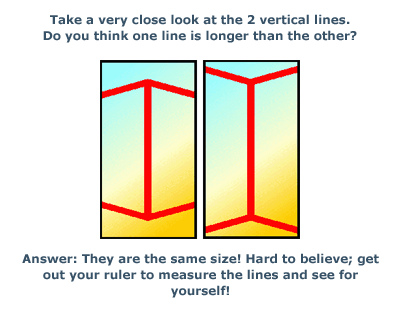 Take a very close look at the 2 vertical lines.
Do you think one line is longer than the other?
Answer: They are the same size! Hard to believe; get
out your ruler to measure the lines and see for
yourself!